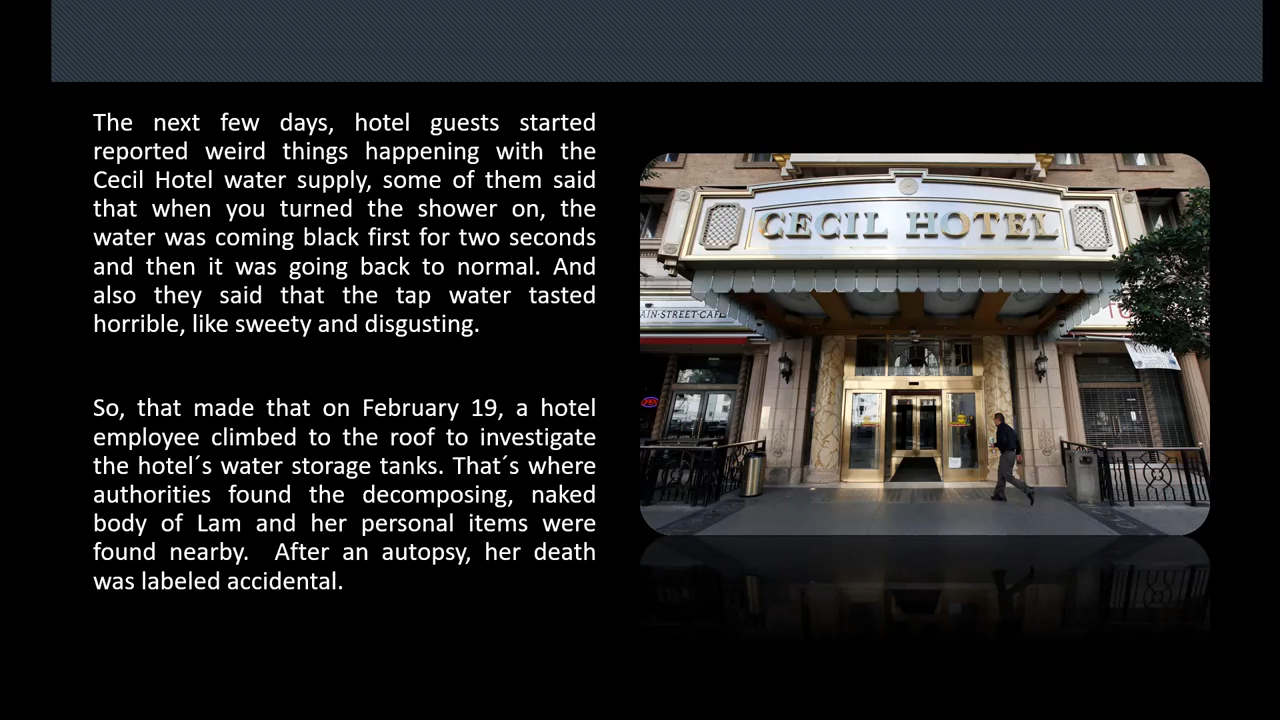 The next few days, hotel guests started
reported weird things happening with the
Cecil Hotel water supply, some of them said
that when you turned the shower on, the
water was coming black first for two seconds
and then it was going back to normal. And
also they said that the tap water tasted
horrible, like sweety and disgusting.
So, that made that on February 19, a hotel
employee climbed to the roof to investigate
the hotel´s water storage tanks. That´s where
authorities found the decomposing, naked
body of Lam and her personal items were
found nearby.  After an autopsy, her death
was labeled accidental.
CECIL HOTEL
MAIN·STREET·CAFE